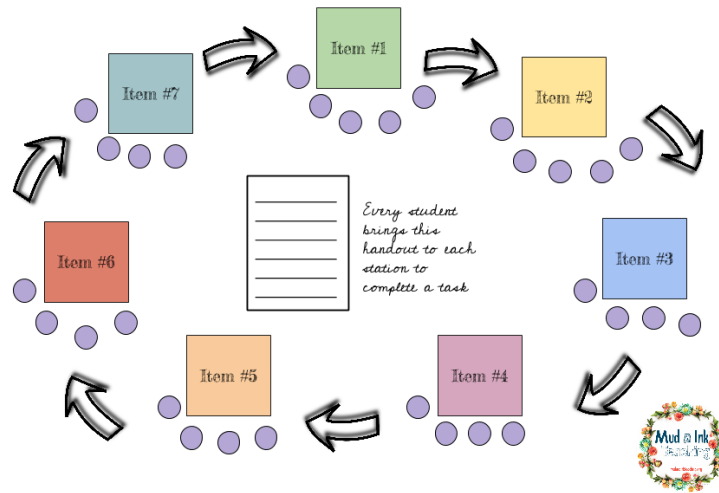 Item #1
Item #2
Item #7
Every student
brings this
handout to each
station to
complete a task
Item #3
Item #6
Item #4
Item #5
Mud & Ink
Teaching